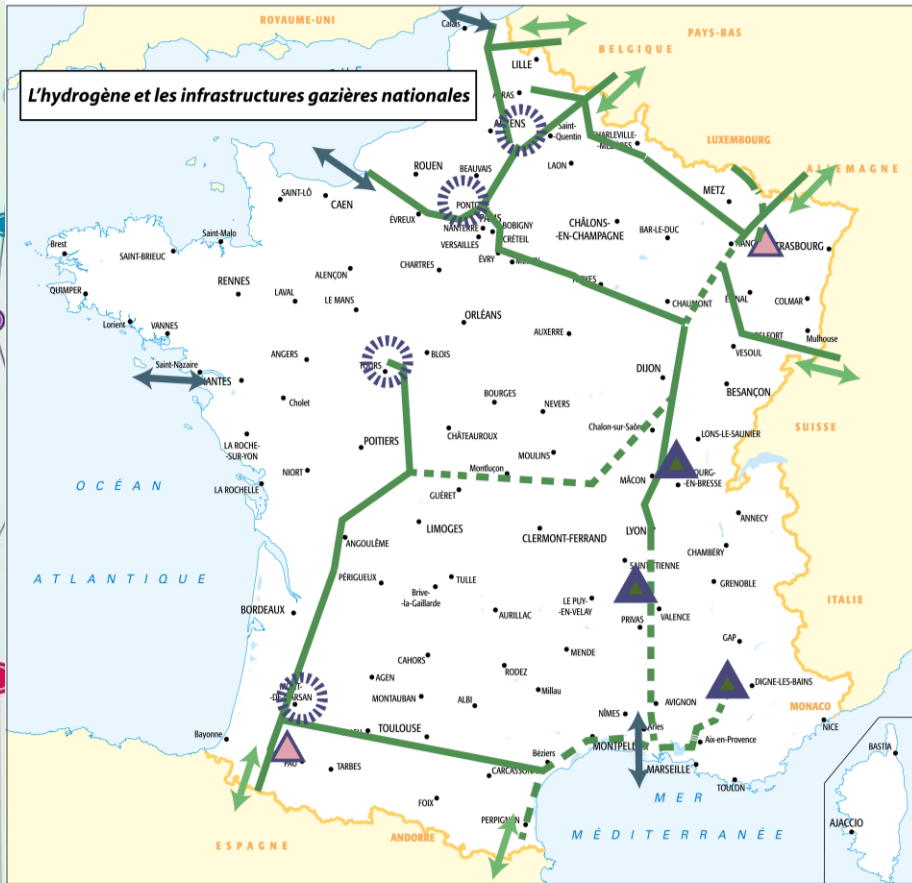 ROYAUME-UNI
Calais
PAYS-BAS
BELGIQUE
LILLE
L'hydrogène et les infrastructures gazières nationales
Saint-
Quentin
LUXEMBOURG
ROUEN
BEAUVAIS
LAON
ALLEMAGNE
METZ
SAINT-LÔ
CAEN
ÉVREUX
BOBIGNY
NANTERRE
CRÉTEIL
VERSAILLES
CHÂLONS-
EN-CHAMPAGNE
BAR-LE-DUC
Saint-Malo
Brest
SAINT-BRIEUC
ÉVRY
CHARTRES
ALENÇON
QUIMPER
RENNES
LAVAL
LE MANS
CHAUMONT
COLMAR
Lorient
VANNES
ORLÉANS
AUXERRE
Mulhouse
VESOUL
Saint-Nazaire
ANGERS
BLOIS
DIJON
BESANÇON
Cholet
BOURGES
NEVERS
SUISSE
CHÂTEAUROUX
Chalon-sur-Saône
LONS-LE-SAUNIER
LA ROCHE-
SUR-YON
POITIERS
MOULINS
NIORT
Montluçon
MÂCON
EN-BRESSE
OCÉAN
LA ROCHELLE
GUÉRET
ANNECY
LIMOGES
CLERMONT-FERRAND
LYON
ANGOULÊME
CHAMBÉRY
ATLANTIQUE
PÉRIGUEUX
TULLE
Brive-
-la-Gaillarde
GRENOBLE
ITALIE
LE PUY-
-EN-VELAY
VALENCE
BORDEAUX
AURILLAC
PRIVAS
GAP
CAHORS
MENDE
AGEN
RODEZ
DIGNE-LES-BAINS
MONTAUBAN
ALBI
Millau
AVIGNON
MONACO
NÎMES
NICE
TOULOUSE
Arles
Bayonne
Aix-en-Provence
BASTIA
Béziers
PAU
TARBES
MARSEILLE
TOULON
FOIX
MER
PERPIGNAN
AJACCIO
ANDORRE
MÉDITERRANÉE
ESPAGNE